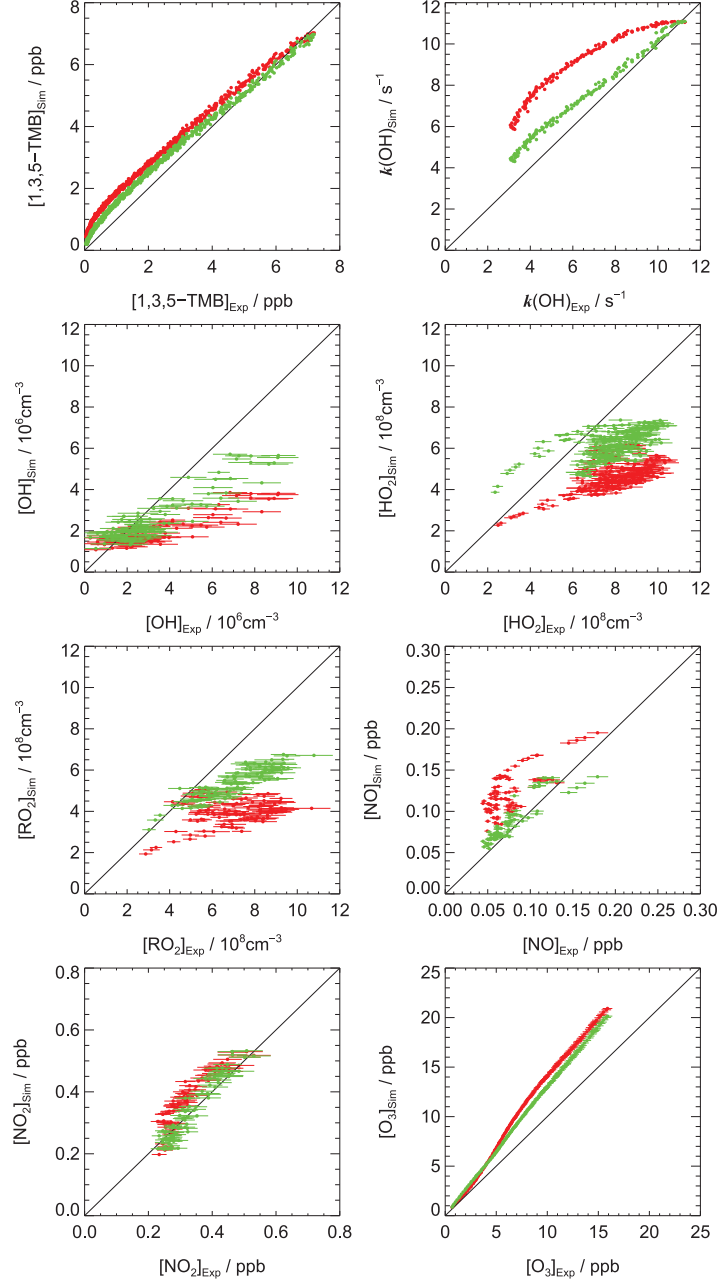 8
6
4
2
0
[1,3,5−TMB]Sim / ppb
0 2 4 6 8
[1,3,5−TMB]Exp / ppb
12
10
8
6
4
2
0
k(OH)Sim / s−1
0 2 4 6 8 10 12
k(OH)Exp / s−1
12
10
8
6
4
2
0
[OH]Sim / 10⁶cm−3
0 2 4 6 8 10 12
[OH]Exp / 10⁶cm−3
12
10
8
6
4
2
0
[HO2]Sim / 10⁸cm−3
0 2 4 6 8 10 12
[HO2]Exp / 10⁸cm−3
12
10
8
6
4
2
0
[RO2]Sim / 10⁸cm−3
0 2 4 6 8 10 12
[RO2]Exp / 10⁸cm−3
0.30
0.25
0.20
0.15
0.10
0.05
0.00
[NO]Sim / ppb
0.00 0.05 0.10 0.15 0.20 0.25 0.30
[NO]Exp / ppb
0.8
0.6
0.4
0.2
0.0
[NO2]Sim / ppb
0.0 0.2 0.4 0.6 0.8
[NO2]Exp / ppb
25
20
15
10
5
0
[O3]Sim / ppb
0 5 10 15 20 25
[O3]Exp / ppb